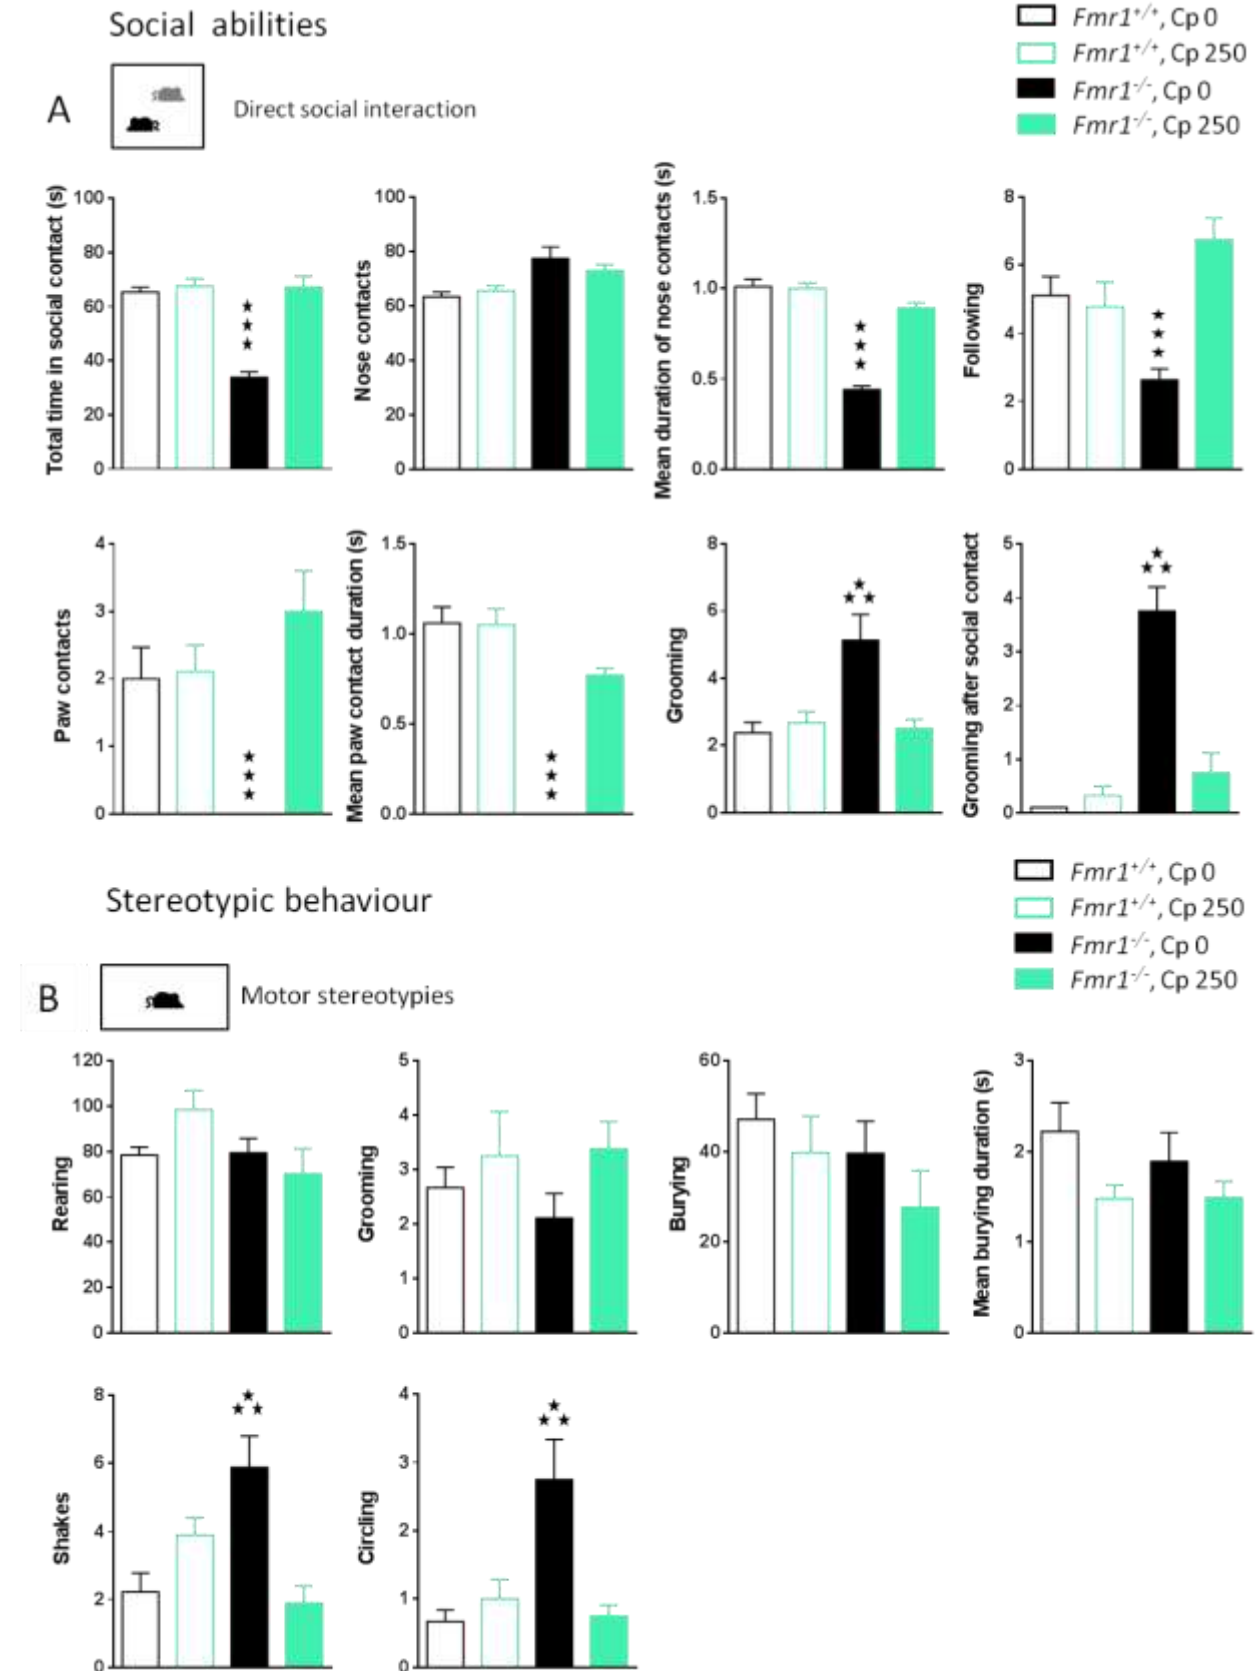 Social abilities
Fmr1+/+, Cp 0
Fmr1+/+, Cp 250
Fmr1-/-, Cp 0
Fmr1-/-, Cp 250
A
Direct social interaction
Total time in social contact (s)
100
80
60
40
20
0
Nose contacts
100
80
60
40
20
0
Mean duration of nose contacts (s)
1.5
1.0
0.5
0.0
Following
8
6
4
2
0
Paw contacts
4
3
2
1
0
Mean paw contact duration (s)
1.5
1.0
0.5
0.0
Grooming
8
6
4
2
0
Grooming after social contact
5
4
3
2
1
0
Stereotypic behaviour
Fmr1+/+, Cp 0
Fmr1+/+, Cp 250
Fmr1-/-, Cp 0
Fmr1-/-, Cp 250
B
Motor stereotypies
Rearing
120
100
80
60
40
20
0
Grooming
5
4
3
2
1
0
Burying
60
40
20
0
Mean burying duration (s)
3
2
1
0
Shakes
8
6
4
2
0
Circling
4
3
2
1
0